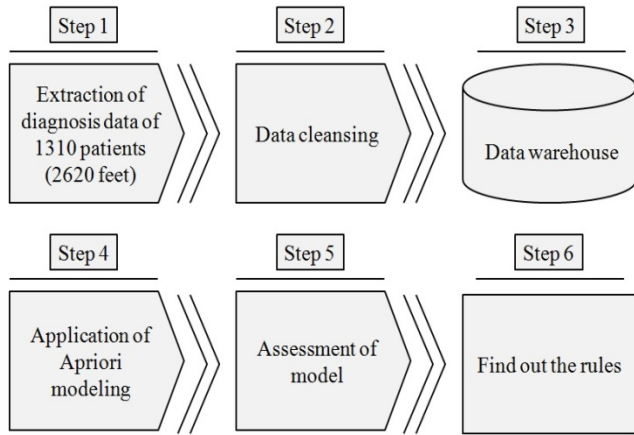 Step 1
Extraction of
diagnosis data of
1310 patients
(2620 feet)
Step 2
Data cleansing
Step 3
Data warehouse
Step 4
Application of
Apriori
modeling
Step 5
Assessment of
model
Step 6
Find out the rules